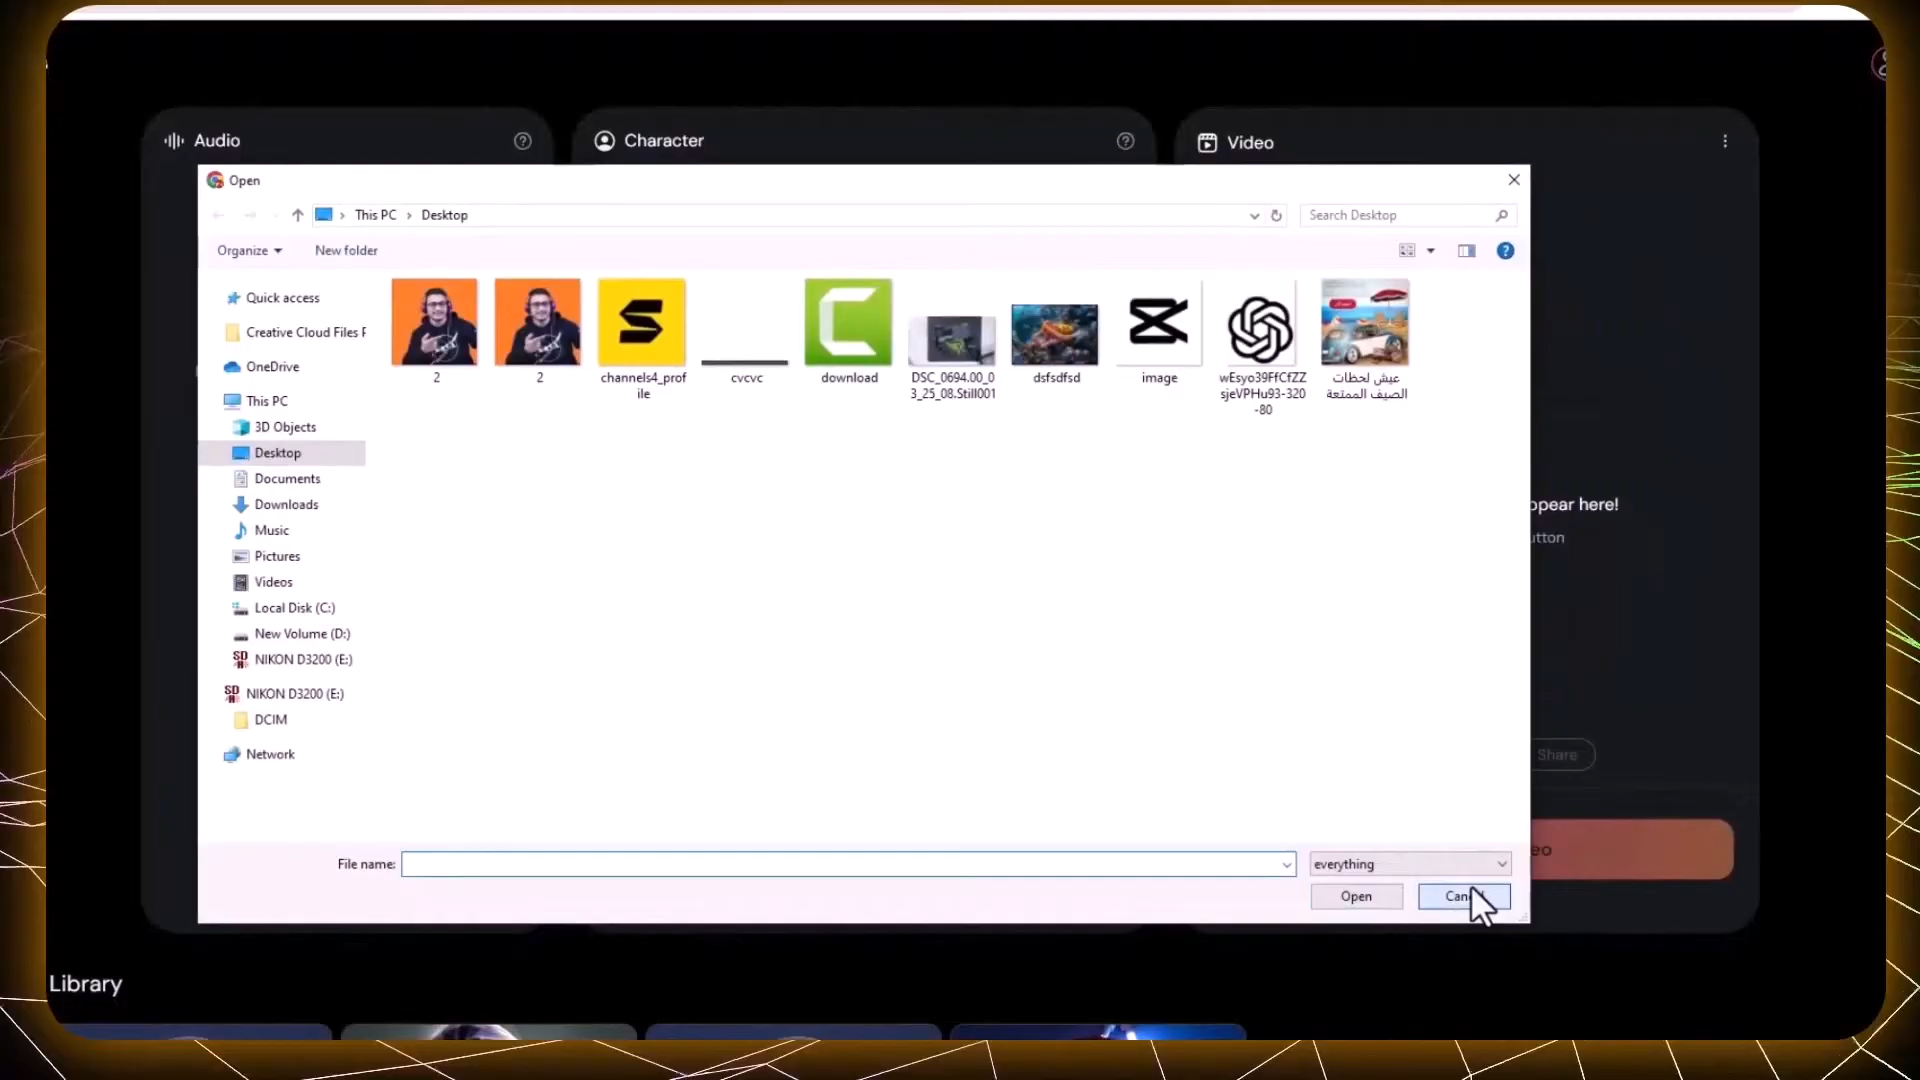 Audio
Character
Video
Open
This PC
Desktop
Search Desktop
Organize
New folder
Quick access
Creative Cloud Files
OneDrive
This PC
3D Objects
Desktop
Documents
Downloads
Music
Pictures
Videos
Local Disk (C:)
New Volume (D:)
NIKON D3200 (E:)
NIKON D3200 (E:)
DCIM
Network
2
2
channels4_prof
ile
cvcvc
download
DSC_0694.00_0
3_25_08.Still001
dsfsdfsd
image
wEsyo39FfCfZZ
sjeVPHu93-320
-80
عيش لحظات
الصيف الممتعة
ppear here!
utton
Share
eo
File name:
everything
Open
Library